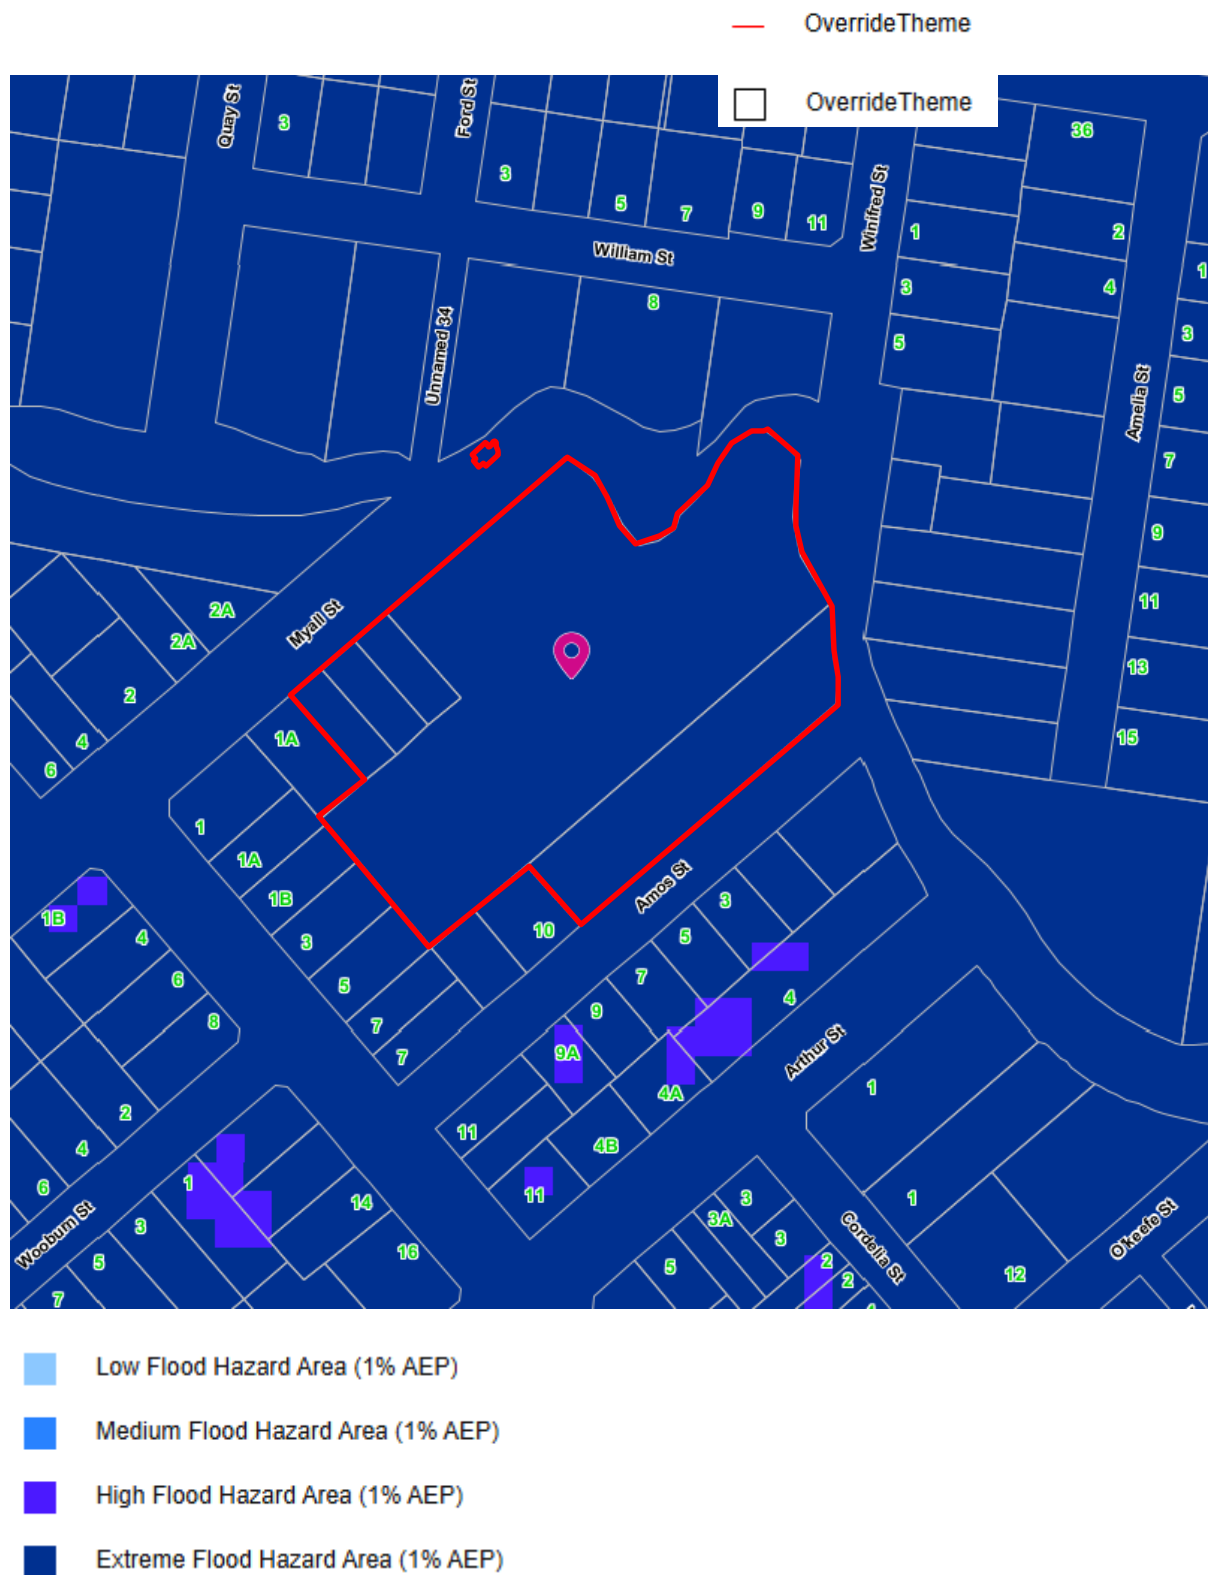 OverrideTheme
OverrideTheme
Quay St
3
Ford St
36
3
5
7
9
11
Winifred St
1
2
William St
1
3
4
8
3
5
Unnamed 34
Amelia St
5
7
9
2A
Myall St
11
2A
2
13
1A
4
15
6
1
1A
Amos St
1B
3
1B
10
4
3
5
6
7
5
4
9
8
7
Arthur St
9A
7
1
4A
2
11
4B
4
1
6
11
14
3
1
3A
Wooburn St
3
3
Cordelia St
O'keefe St
16
5
5
2
2
12
7
4
Low Flood Hazard Area (1% AEP)
Medium Flood Hazard Area (1% AEP)
High Flood Hazard Area (1% AEP)
Extreme Flood Hazard Area (1% AEP)